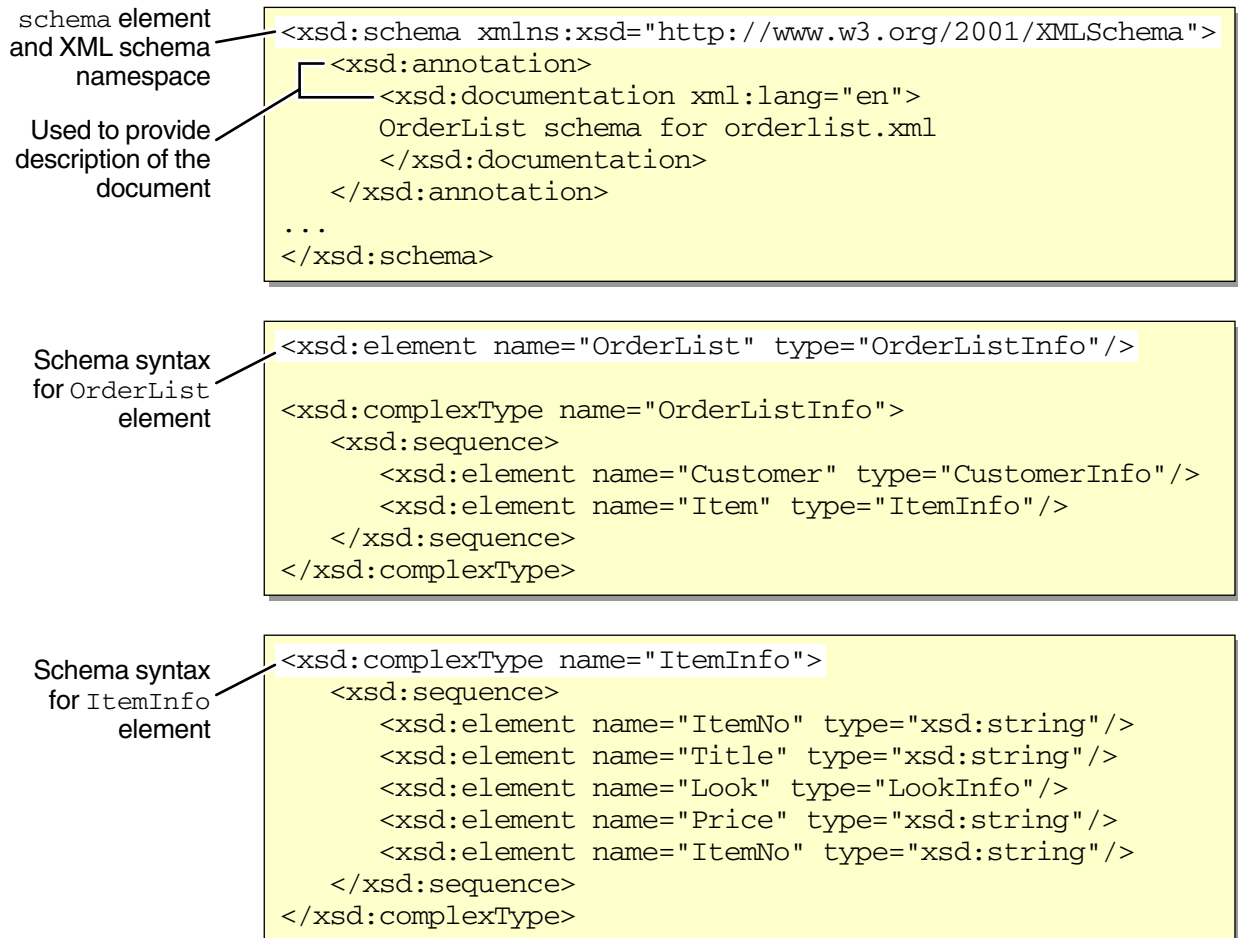 schema element
and XML schema
namespace
Used to provide
description of the
document
<xsd:schema xmlns:xsd="http://www.w3.org/2001/XMLSchema">
<xsd:annotation>
<xsd:documentation xml:lang="en">
OrderList schema for orderlist.xml
</xsd:documentation>
</xsd:annotation>
...
</xsd:schema>
Schema syntax
for OrderList
element
<xsd:element name="OrderList" type="OrderListInfo"/>
<xsd:complexType name="OrderListInfo">
<xsd:sequence>
<xsd:element name="Customer" type="CustomerInfo"/>
<xsd:element name="Item" type="ItemInfo"/>
</xsd:sequence>
</xsd:complexType>
Schema syntax
for ItemInfo
element
<xsd:complexType name="ItemInfo">
<xsd:sequence>
<xsd:element name="ItemNo" type="xsd:string"/>
<xsd:element name="Title" type="xsd:string"/>
<xsd:element name="Look" type="LookInfo"/>
<xsd:element name="Price" type="xsd:string"/>
<xsd:element name="ItemNo" type="xsd:string"/>
</xsd:sequence>
</xsd:complexType>